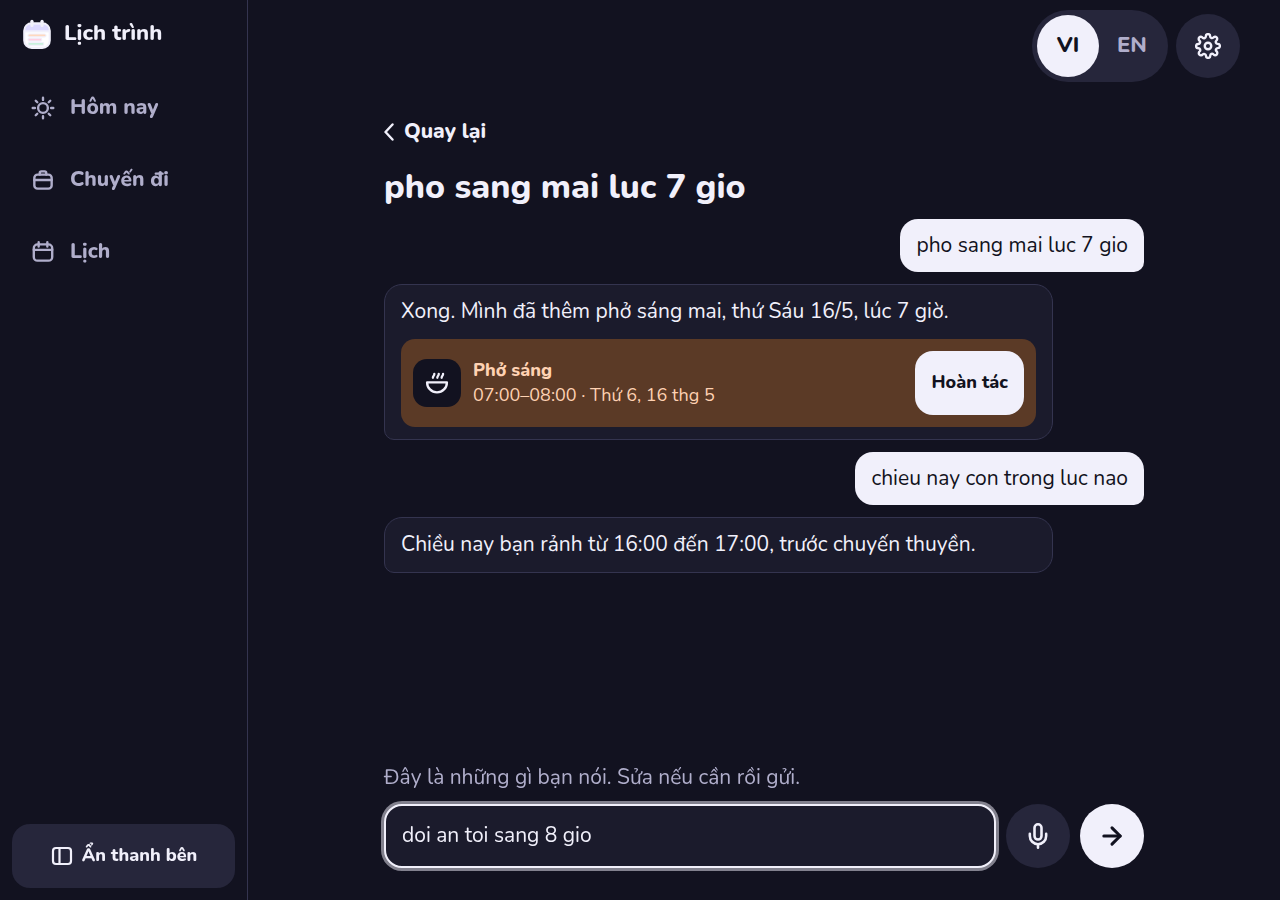 Lịch trình
Hôm nay
Chuyến đi
Lịch
Ẩn thanh bên
VI
EN
Quay lại
pho sang mai luc 7 gio
pho sang mai luc 7 gio
Xong. Mình đã thêm phở sáng mai, thứ Sáu 16/5, lúc 7 giờ.
Phở sáng
07:00–08:00 · Thứ 6, 16 thg 5
Hoàn tác
chieu nay con trong luc nao
Chiều nay bạn rảnh từ 16:00 đến 17:00, trước chuyến thuyền.
Đây là những gì bạn nói. Sửa nếu cần rồi gửi.
doi an toi sang 8 gio